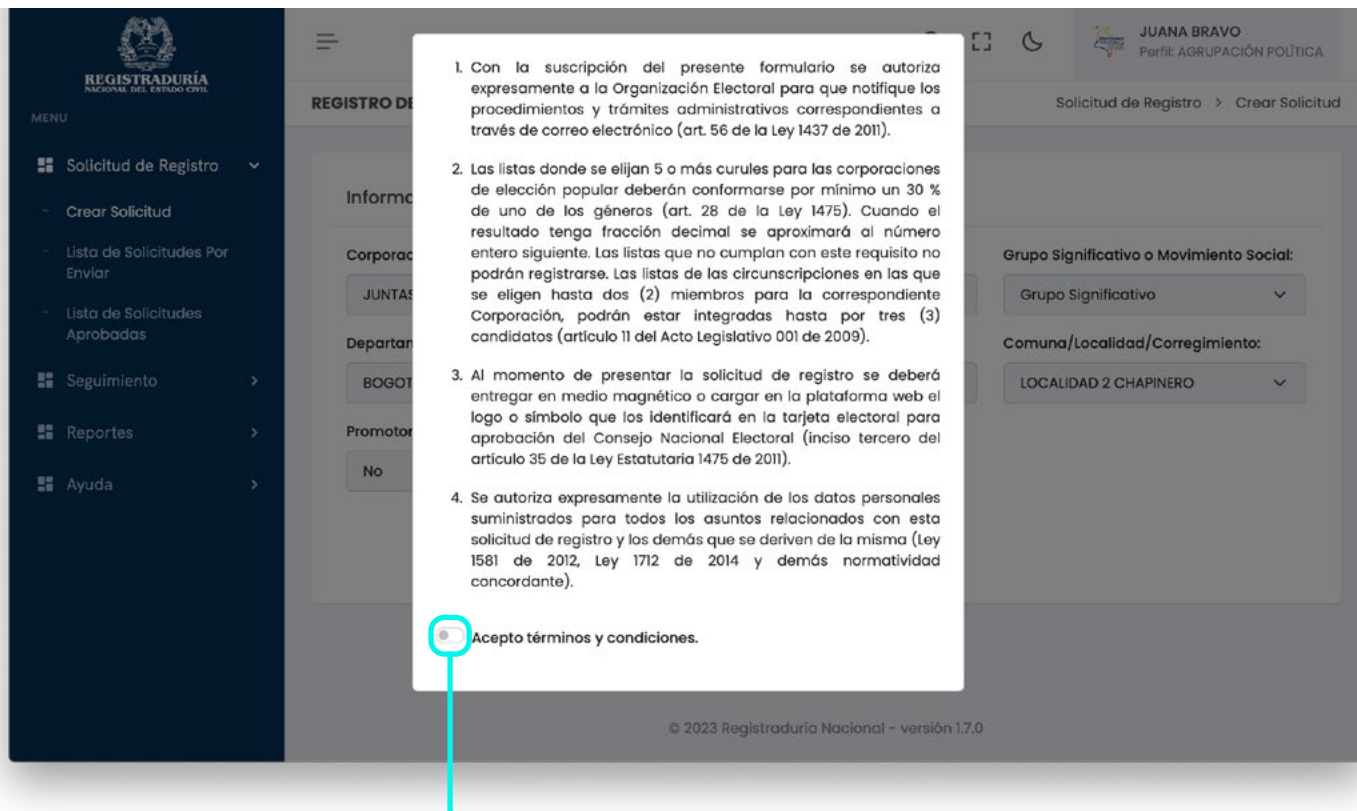 REGISTRADURÍA
NACIONAL DEL ESTADO CIVIL
MENU
Solicitud de Registro
- Crear Solicitud
- Lista de Solicitudes Por
Enviar
- Lista de Solicitudes
Aprobadas
Seguimiento
Reportes
Ayuda
JUANA BRAVO
Perfil: AGRUPACIÓN POLÍTICA
REGISTRO DE
Solicitud de Registro > Crear Solicitud
Informa
Corporac
JUNTAS
Grupo Significativo o Movimiento Social:
Grupo Significativo
Departam
BOGOT
Comuna/Localidad/Corregimiento:
LOCALIDAD 2 CHAPINERO
Promotor
No
1. Con la suscripción del presente formulario se autoriza
expresamente a la Organización Electoral para que notifique los
procedimientos y trámites administrativos correspondientes a
través de correo electrónico (art. 56 de la Ley 1437 de 2011).
2. Las listas donde se elijan 5 o más curules para las corporaciones
de elección popular deberán conformarse por mínimo un 30 %
de uno de los géneros (art. 28 de la Ley 1475). Cuando el
resultado tenga fracción decimal se aproximará al número
entero siguiente. Las listas que no cumplan con este requisito no
podrán registrarse. Las listas de las circunscripciones en las que
se eligen hasta dos (2) miembros para la correspondiente
Corporación, podrán estar integradas hasta por tres (3)
candidatos (artículo 11 del Acto Legislativo 001 de 2009).
3. Al momento de presentar la solicitud de registro se deberá
entregar en medio magnético o cargar en la plataforma web el
logo o símbolo que los identificará en la tarjeta electoral para
aprobación del Consejo Nacional Electoral (inciso tercero del
artículo 35 de la Ley Estatutaria 1475 de 2011).
4. Se autoriza expresamente la utilización de los datos personales
suministrados para todos los asuntos relacionados con esta
solicitud de registro y los demás que se deriven de la misma (Ley
1581 de 2012, Ley 1712 de 2014 y demás normatividad
concordante).
Acepto términos y condiciones.
© 2023 Registraduría Nacional - versión 1.7.0